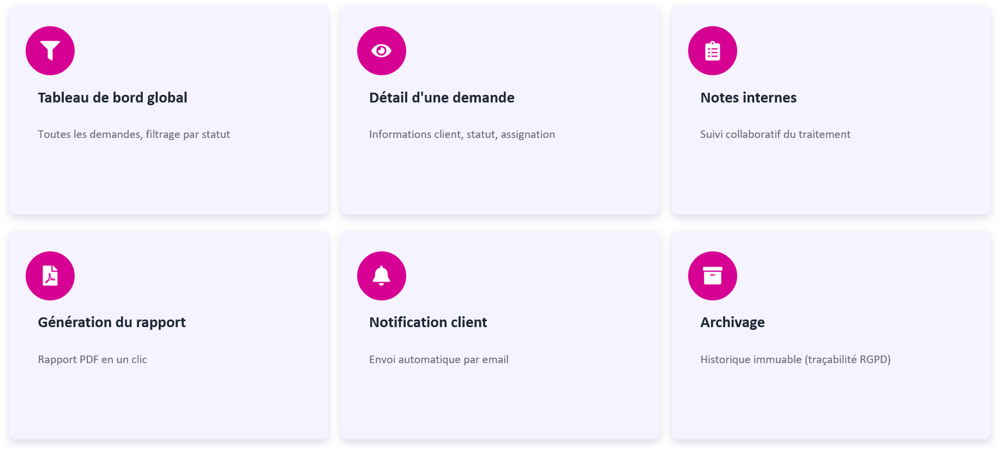 Tableau de bord global
Toutes les demandes, filtrage par statut
Détail d'une demande
Informations client, statut, assignation
Notes internes
Suivi collaboratif du traitement
Génération du rapport
Rapport PDF en un clic
Notification client
Envoi automatique par email
Archivage
Historique immuable (traçabilité RGPD)